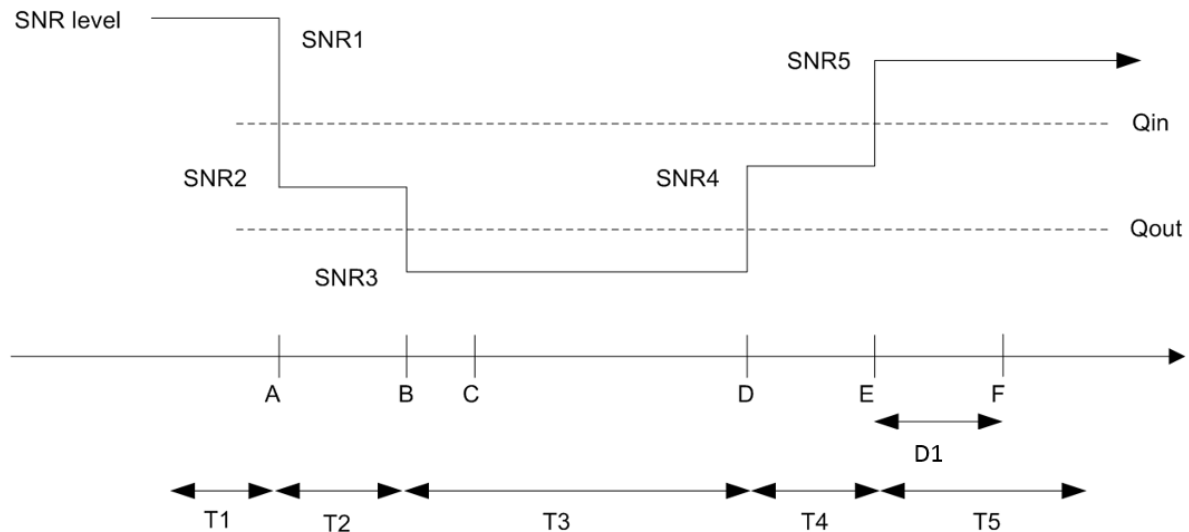 SNR level
SNR1
SNR5
Qin
SNR2
SNR4
Qout
SNR3
A B C D E F
D1
T1 T2 T3 T4 T5